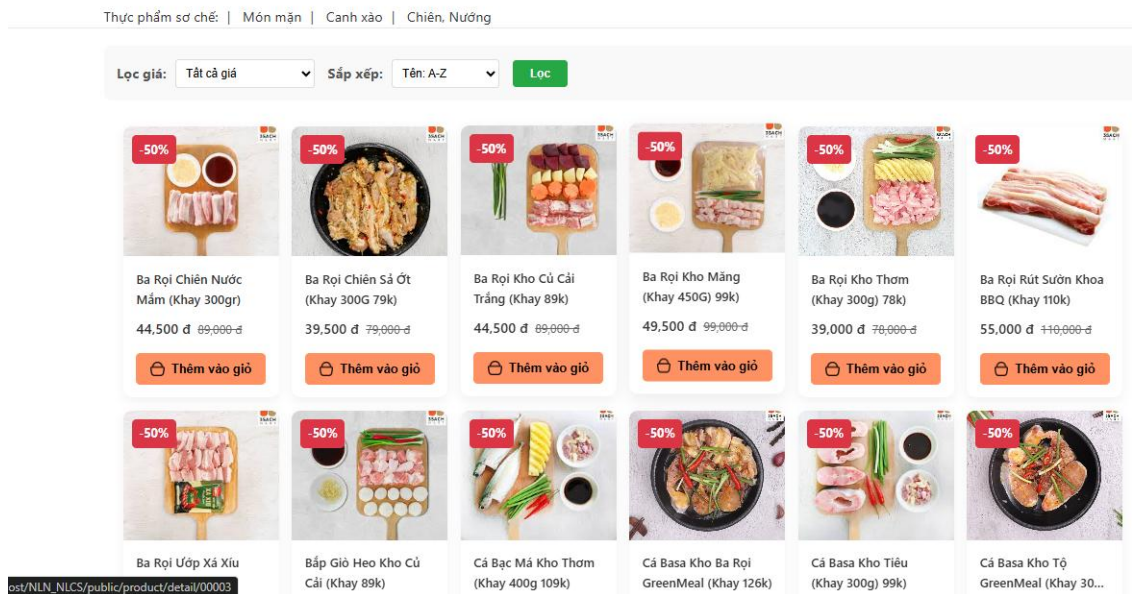 Thực phẩm sơ chế: | Món mặn | Canh xào | Chiên, Nướng
Lọc giá: Tất cả giá Sắp xếp: Tên: A-Z Lọc
-50% -50% -50% -50% -50% -50%
3SACH 3SACH 3SACH 3SACH 3SACH
Ba Rọi Chiên Nước
Mắm (Khay 300gr)
44,500 đ 89,000 đ
Thêm vào giỏ
Ba Rọi Chiên Sả Ớt
(Khay 300G 79k)
39,500 đ 79,000 đ
Thêm vào giỏ
Ba Rọi Kho Củ Cải
Trắng (Khay 89k)
44,500 đ 89,000 đ
Thêm vào giỏ
Ba Rọi Kho Măng
(Khay 450G) 99k)
49,500 đ 99,000 đ
Thêm vào giỏ
Ba Rọi Kho Thơm
(Khay 300g) 78k)
39,000 đ 78,000 đ
Thêm vào giỏ
Ba Rọi Rút Sườn Khoa
BBQ (Khay 110k)
55,000 đ 110,000 đ
Thêm vào giỏ
-50% -50% -50% -50% -50% -50%
Ba Rọi Ướp Xá Xíu
Bắp Giò Heo Kho Củ
Cải (Khay 89k)
Cá Bạc Má Kho Thơm
(Khay 400g 109k)
Cá Basa Kho Ba Rọi
GreenMeal (Khay 126k)
Cá Basa Kho Tiêu
(Khay 300g) 99k)
Cá Basa Kho Tộ
GreenMeal (Khay 30...
ost/NLN_NLCS/public/product/detail/00003